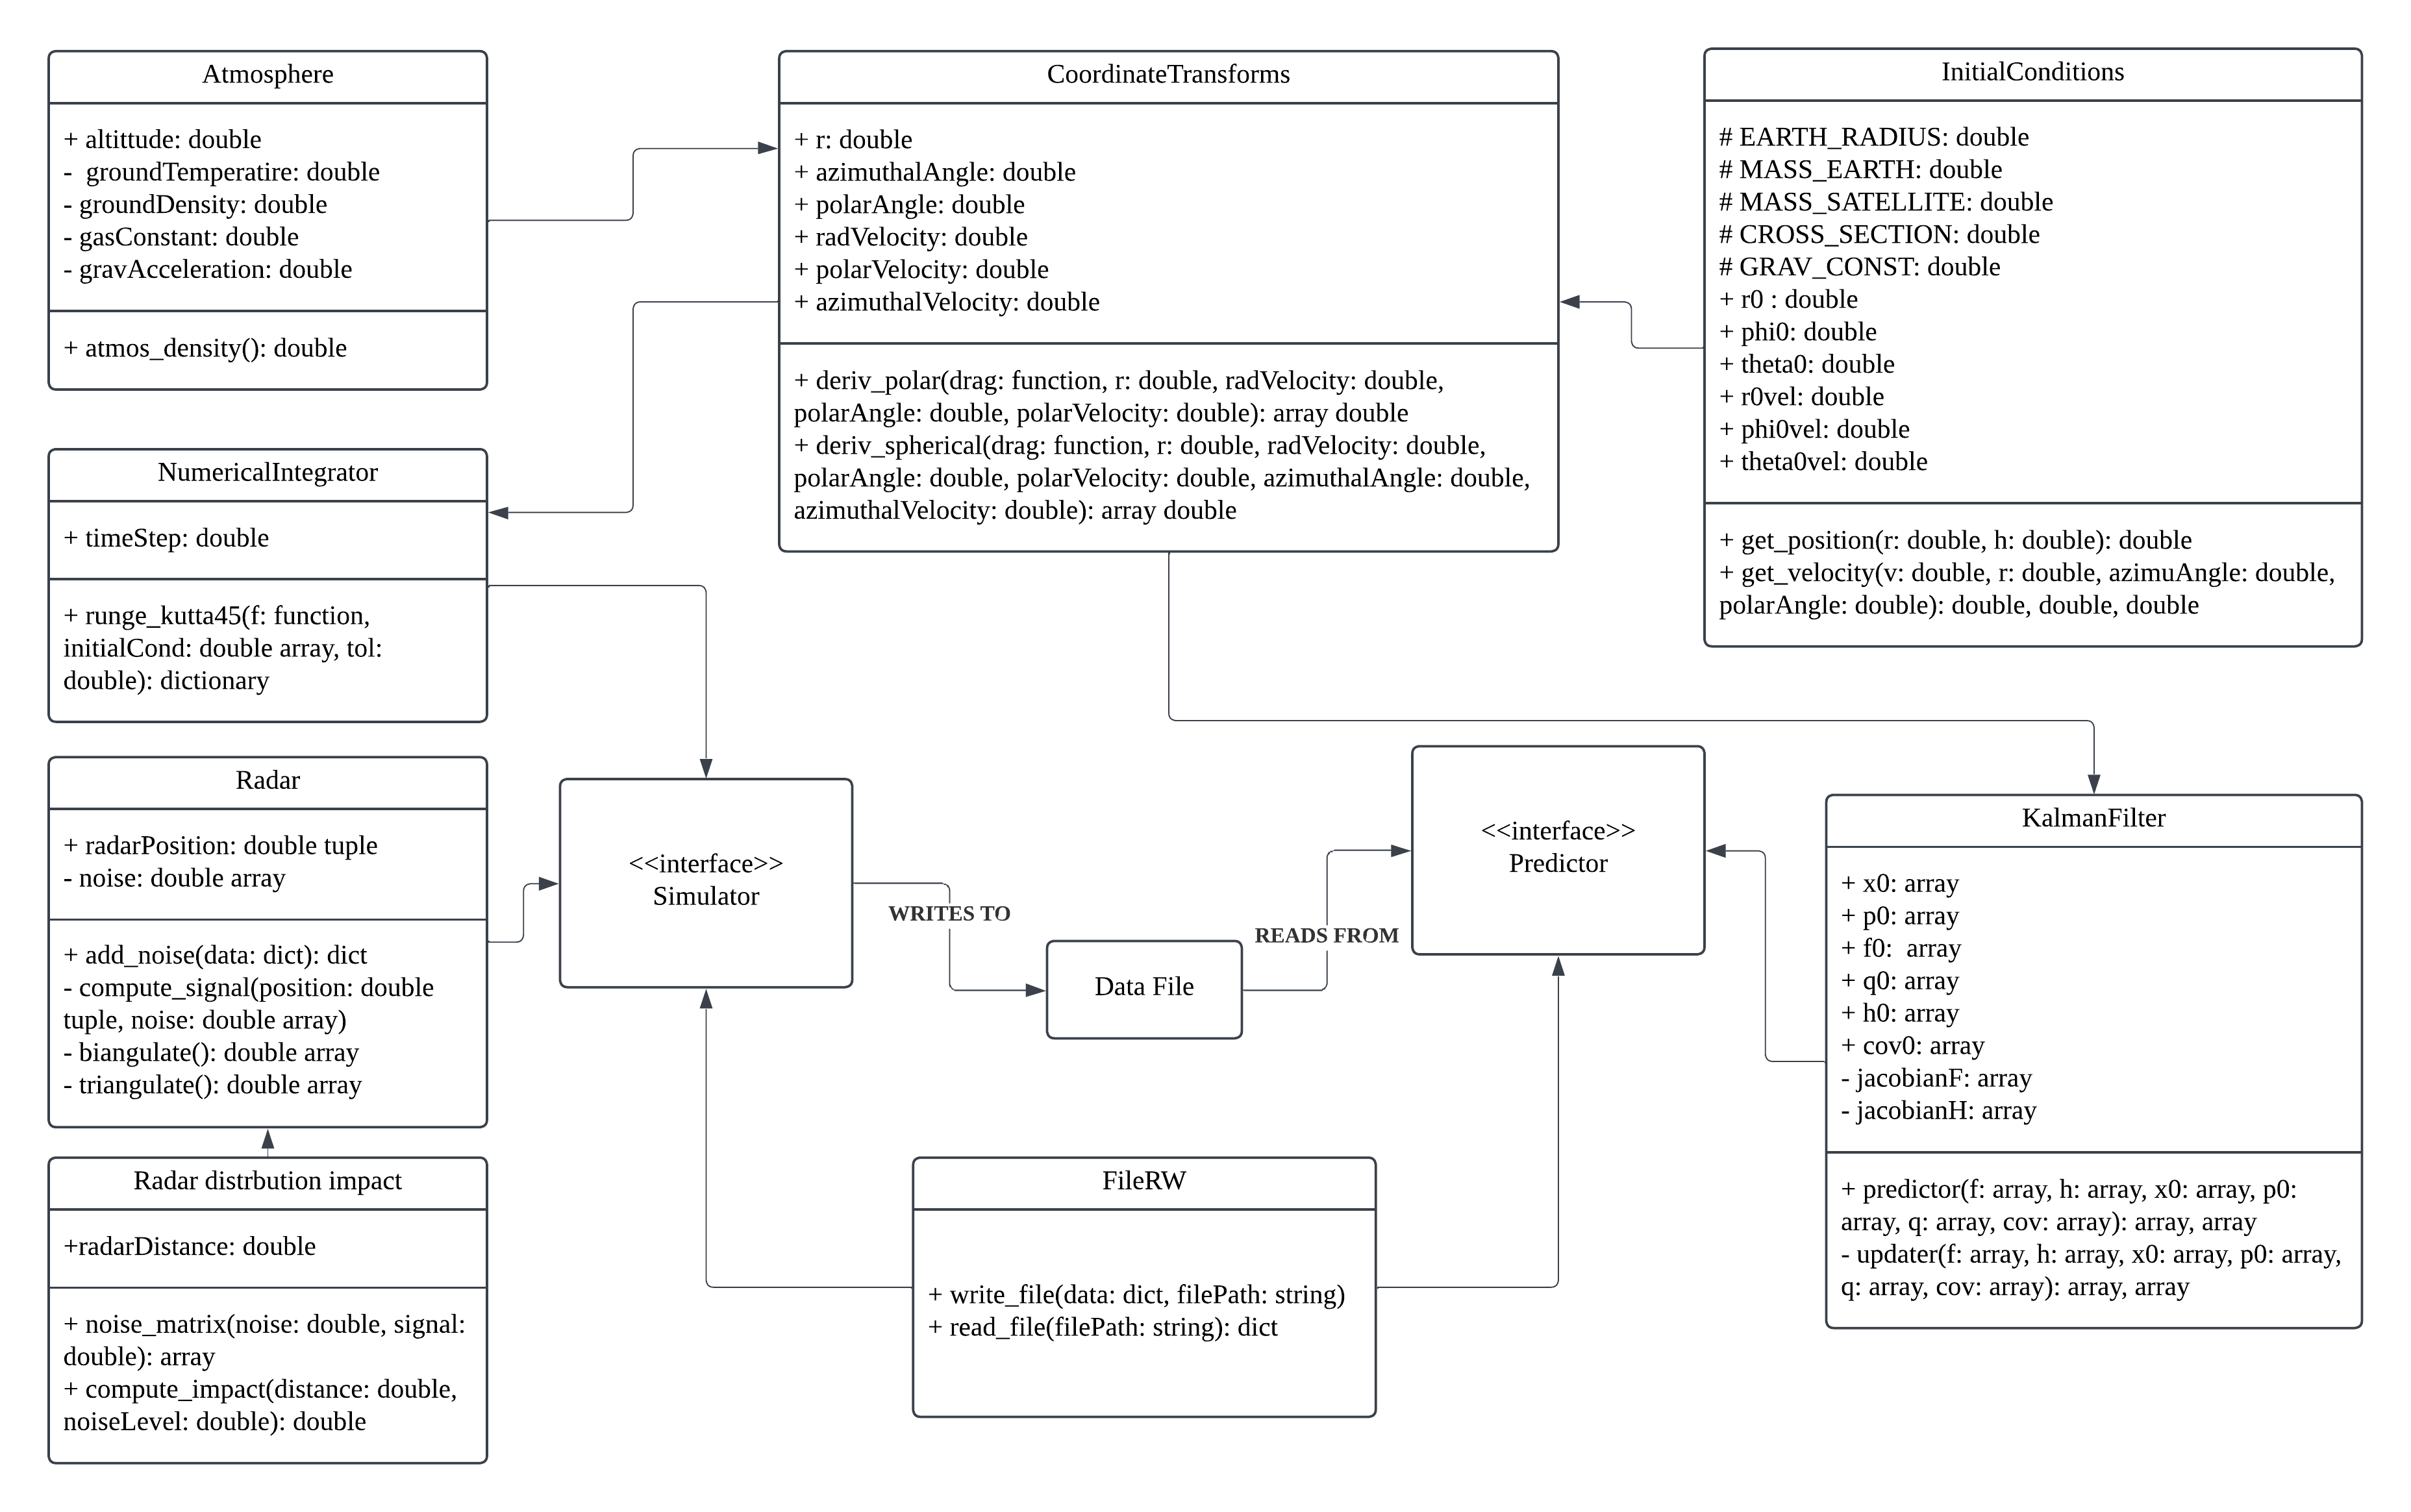 Atmosphere
+ altittude: double
-  groundTemperatire: double
- groundDensity: double
- gasConstant: double
- gravAcceleration: double
+ atmos_density(): double
CoordinateTransforms
+ r: double
+ azimuthalAngle: double
+ polarAngle: double
+ radVelocity: double
+ polarVelocity: double
+ azimuthalVelocity: double
+ deriv_polar(drag: function, r: double, radVelocity: double,
polarAngle: double, polarVelocity: double): array double
+ deriv_spherical(drag: function, r: double, radVelocity: double,
polarAngle: double, polarVelocity: double, azimuthalAngle: double,
azimuthalVelocity: double): array double
InitialConditions
# EARTH_RADIUS: double
# MASS_EARTH: double
# MASS_SATELLITE: double
# CROSS_SECTION: double
# GRAV_CONST: double
+ r0 : double
+ phi0: double
+ theta0: double
+ r0vel: double
+ phi0vel: double
+ theta0vel: double
+ get_position(r: double, h: double): double
+ get_velocity(v: double, r: double, azimuAngle: double,
polarAngle: double): double, double, double
NumericalIntegrator
+ timeStep: double
+ runge_kutta45(f: function,
initialCond: double array, tol:
double): dictionary
Radar
+ radarPosition: double tuple
- noise: double array
+ add_noise(data: dict): dict
- compute_signal(position: double
tuple, noise: double array)
- biangulate(): double array
- triangulate(): double array
<<interface>>
Simulator
WRITES TO
Data File
READS FROM
<<interface>>
Predictor
KalmanFilter
+ x0: array
+ p0: array
+ f0:  array
+ q0: array
+ h0: array
+ cov0: array
- jacobianF: array
- jacobianH: array
+ predictor(f: array, h: array, x0: array, p0:
array, q: array, cov: array): array, array
- updater(f: array, h: array, x0: array, p0: array,
q: array, cov: array): array, array
Radar distrbution impact
+radarDistance: double
+ noise_matrix(noise: double, signal:
double): array
+ compute_impact(distance: double,
noiseLevel: double): double
FileRW
+ write_file(data: dict, filePath: string)
+ read_file(filePath: string): dict